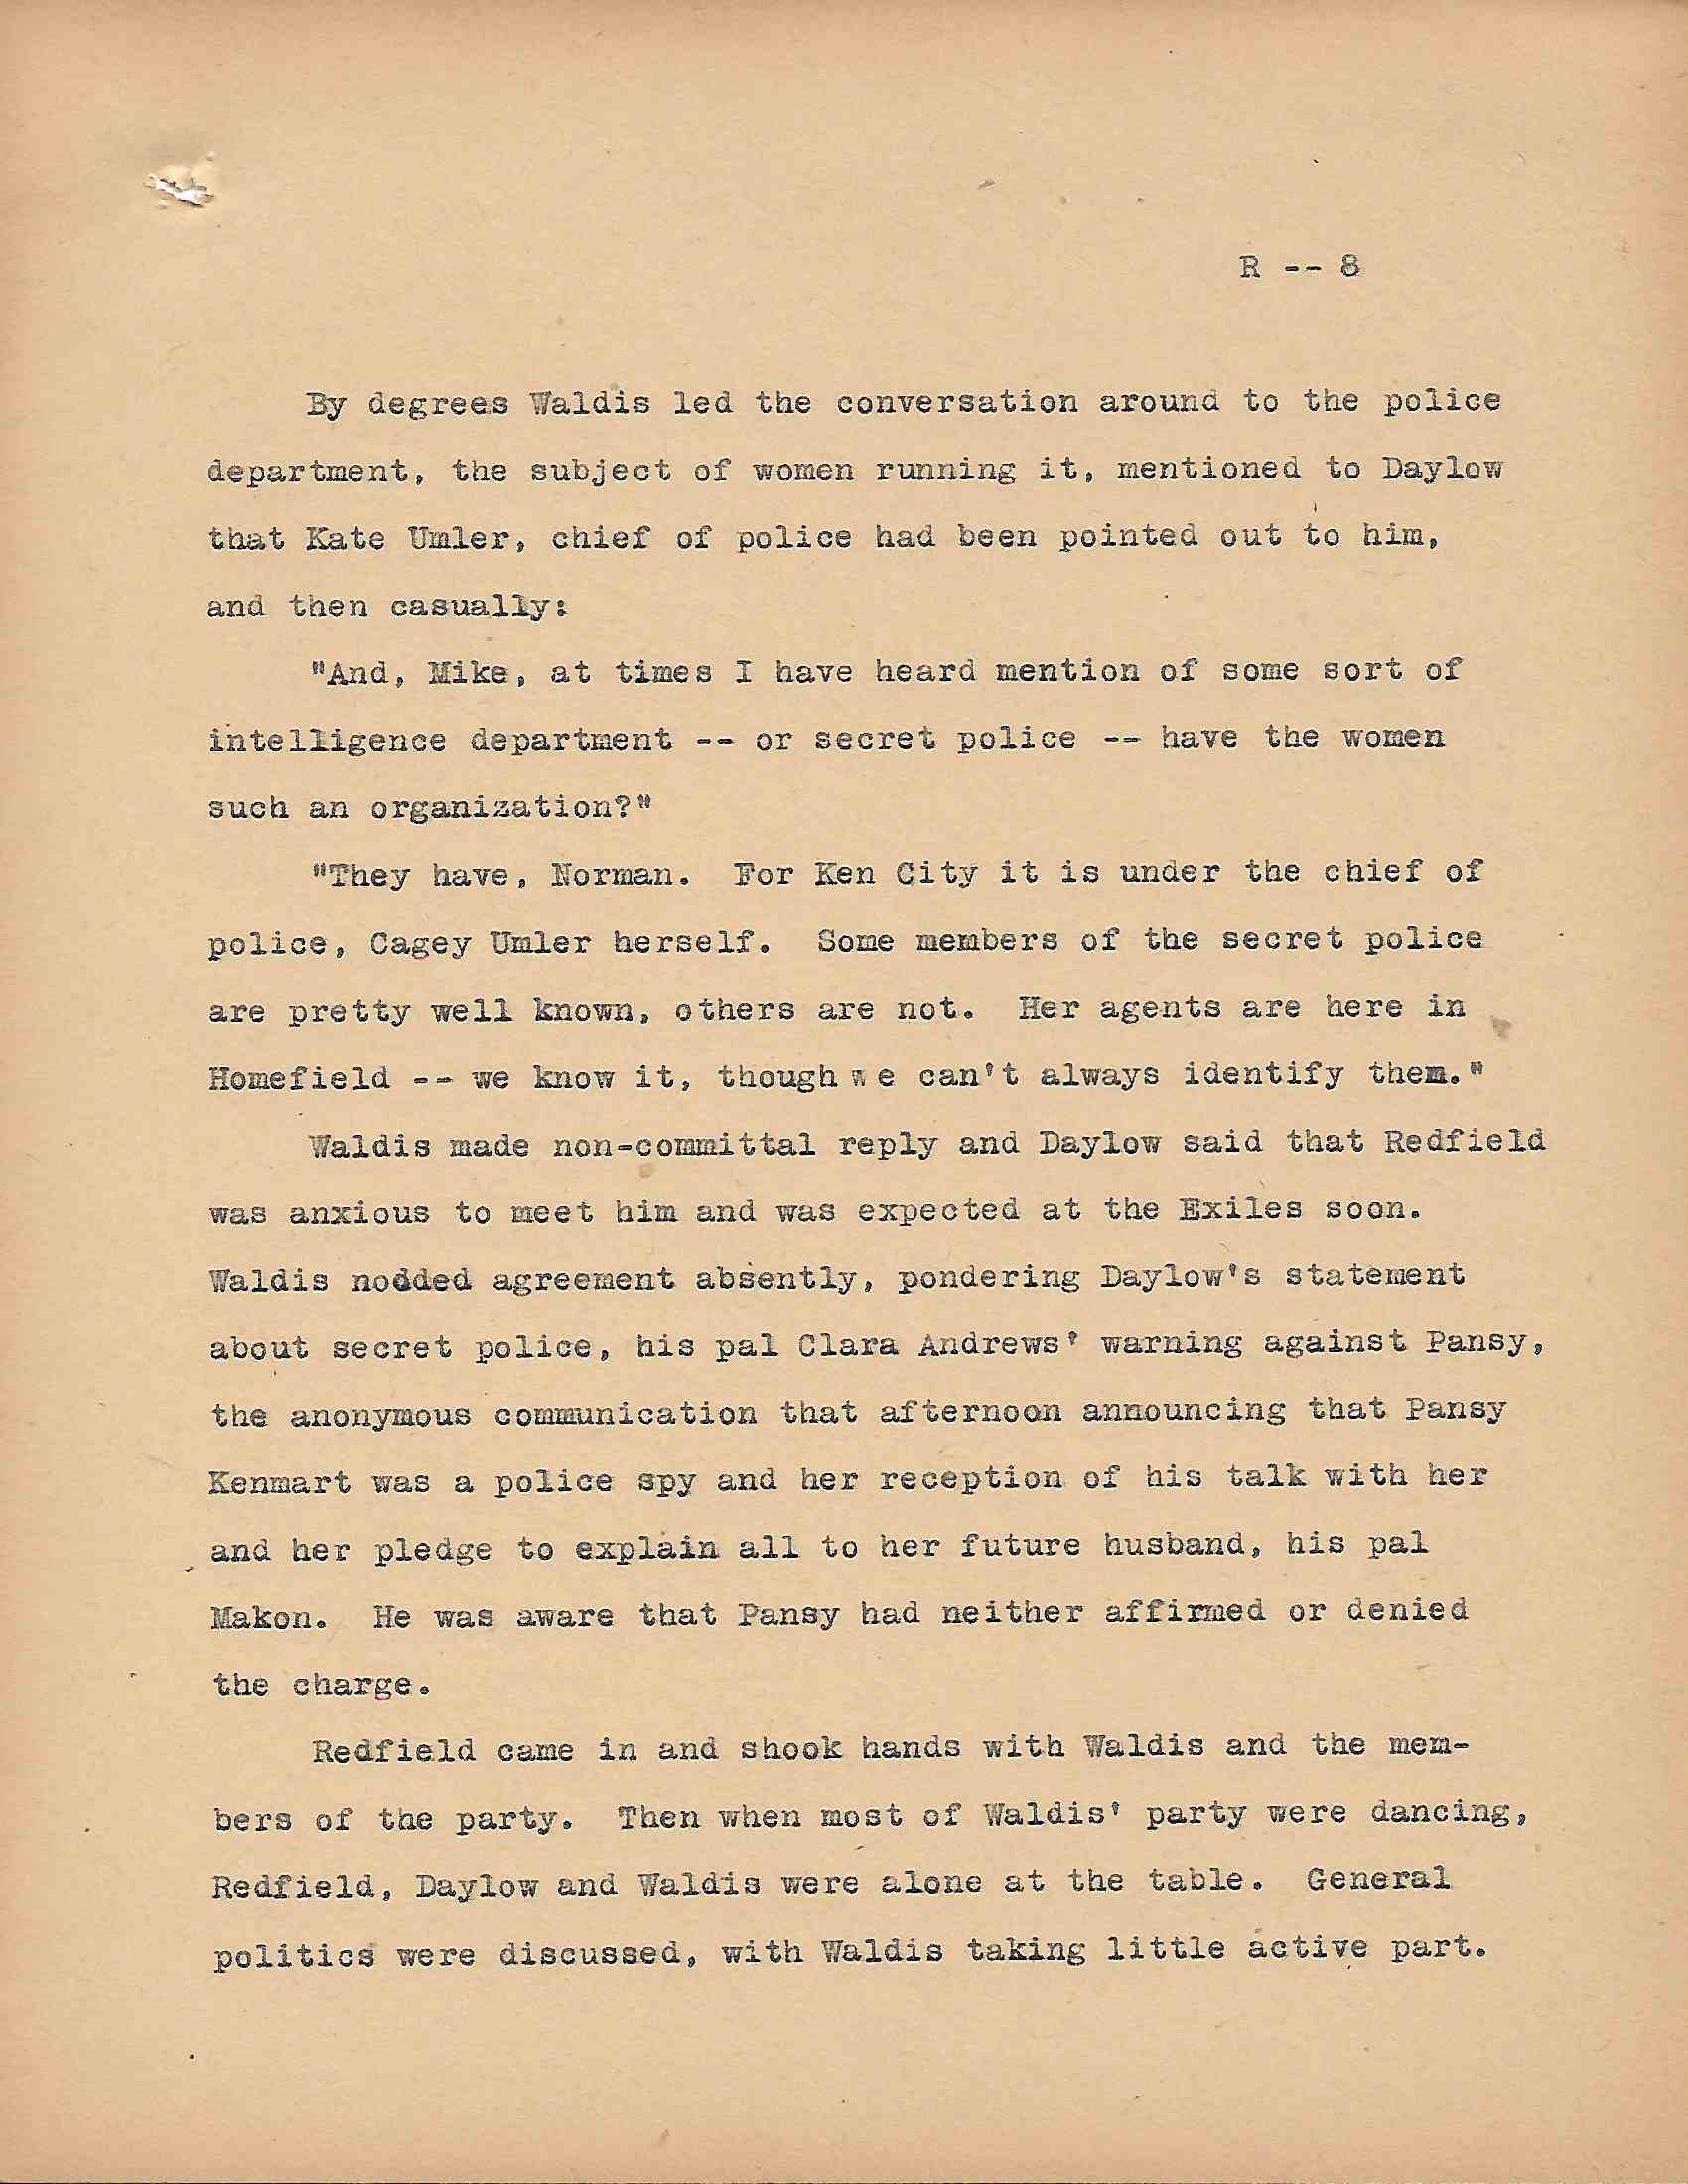 R -- 8
By degrees Waldis led the conversation around to the police
department, the subject of women running it, mentioned to Daylow
that Kate Umler, chief of police had been pointed out to him,
and then casually:
"And, Mike, at times I have heard mention of some sort of
intelligence department -- or secret police -- have the women
such an organization?"
"They have, Norman.  For Ken City it is under the chief of
police, Cagey Umler herself.  Some members of the secret police
are pretty well known, others are not.  Her agents are here in
Homefield -- we know it, though we can't always identify them."
Waldis made non-committal reply and Daylow said that Redfield
was anxious to meet him and was expected at the Exiles soon.
Waldis nodded agreement absently, pondering Daylow's statement
about secret police, his pal Clara Andrews' warning against Pansy,
the anonymous communication that afternoon announcing that Pansy
Kenmart was a police spy and her reception of his talk with her
and her pledge to explain all to her future husband, his pal
Makon.  He was aware that Pansy had neither affirmed or denied
the charge.
Redfield came in and shook hands with Waldis and the mem-
bers of the party.  Then when most of Waldis' party were dancing,
Redfield, Daylow and Waldis were alone at the table.  General
politics were discussed, with Waldis taking little active part.